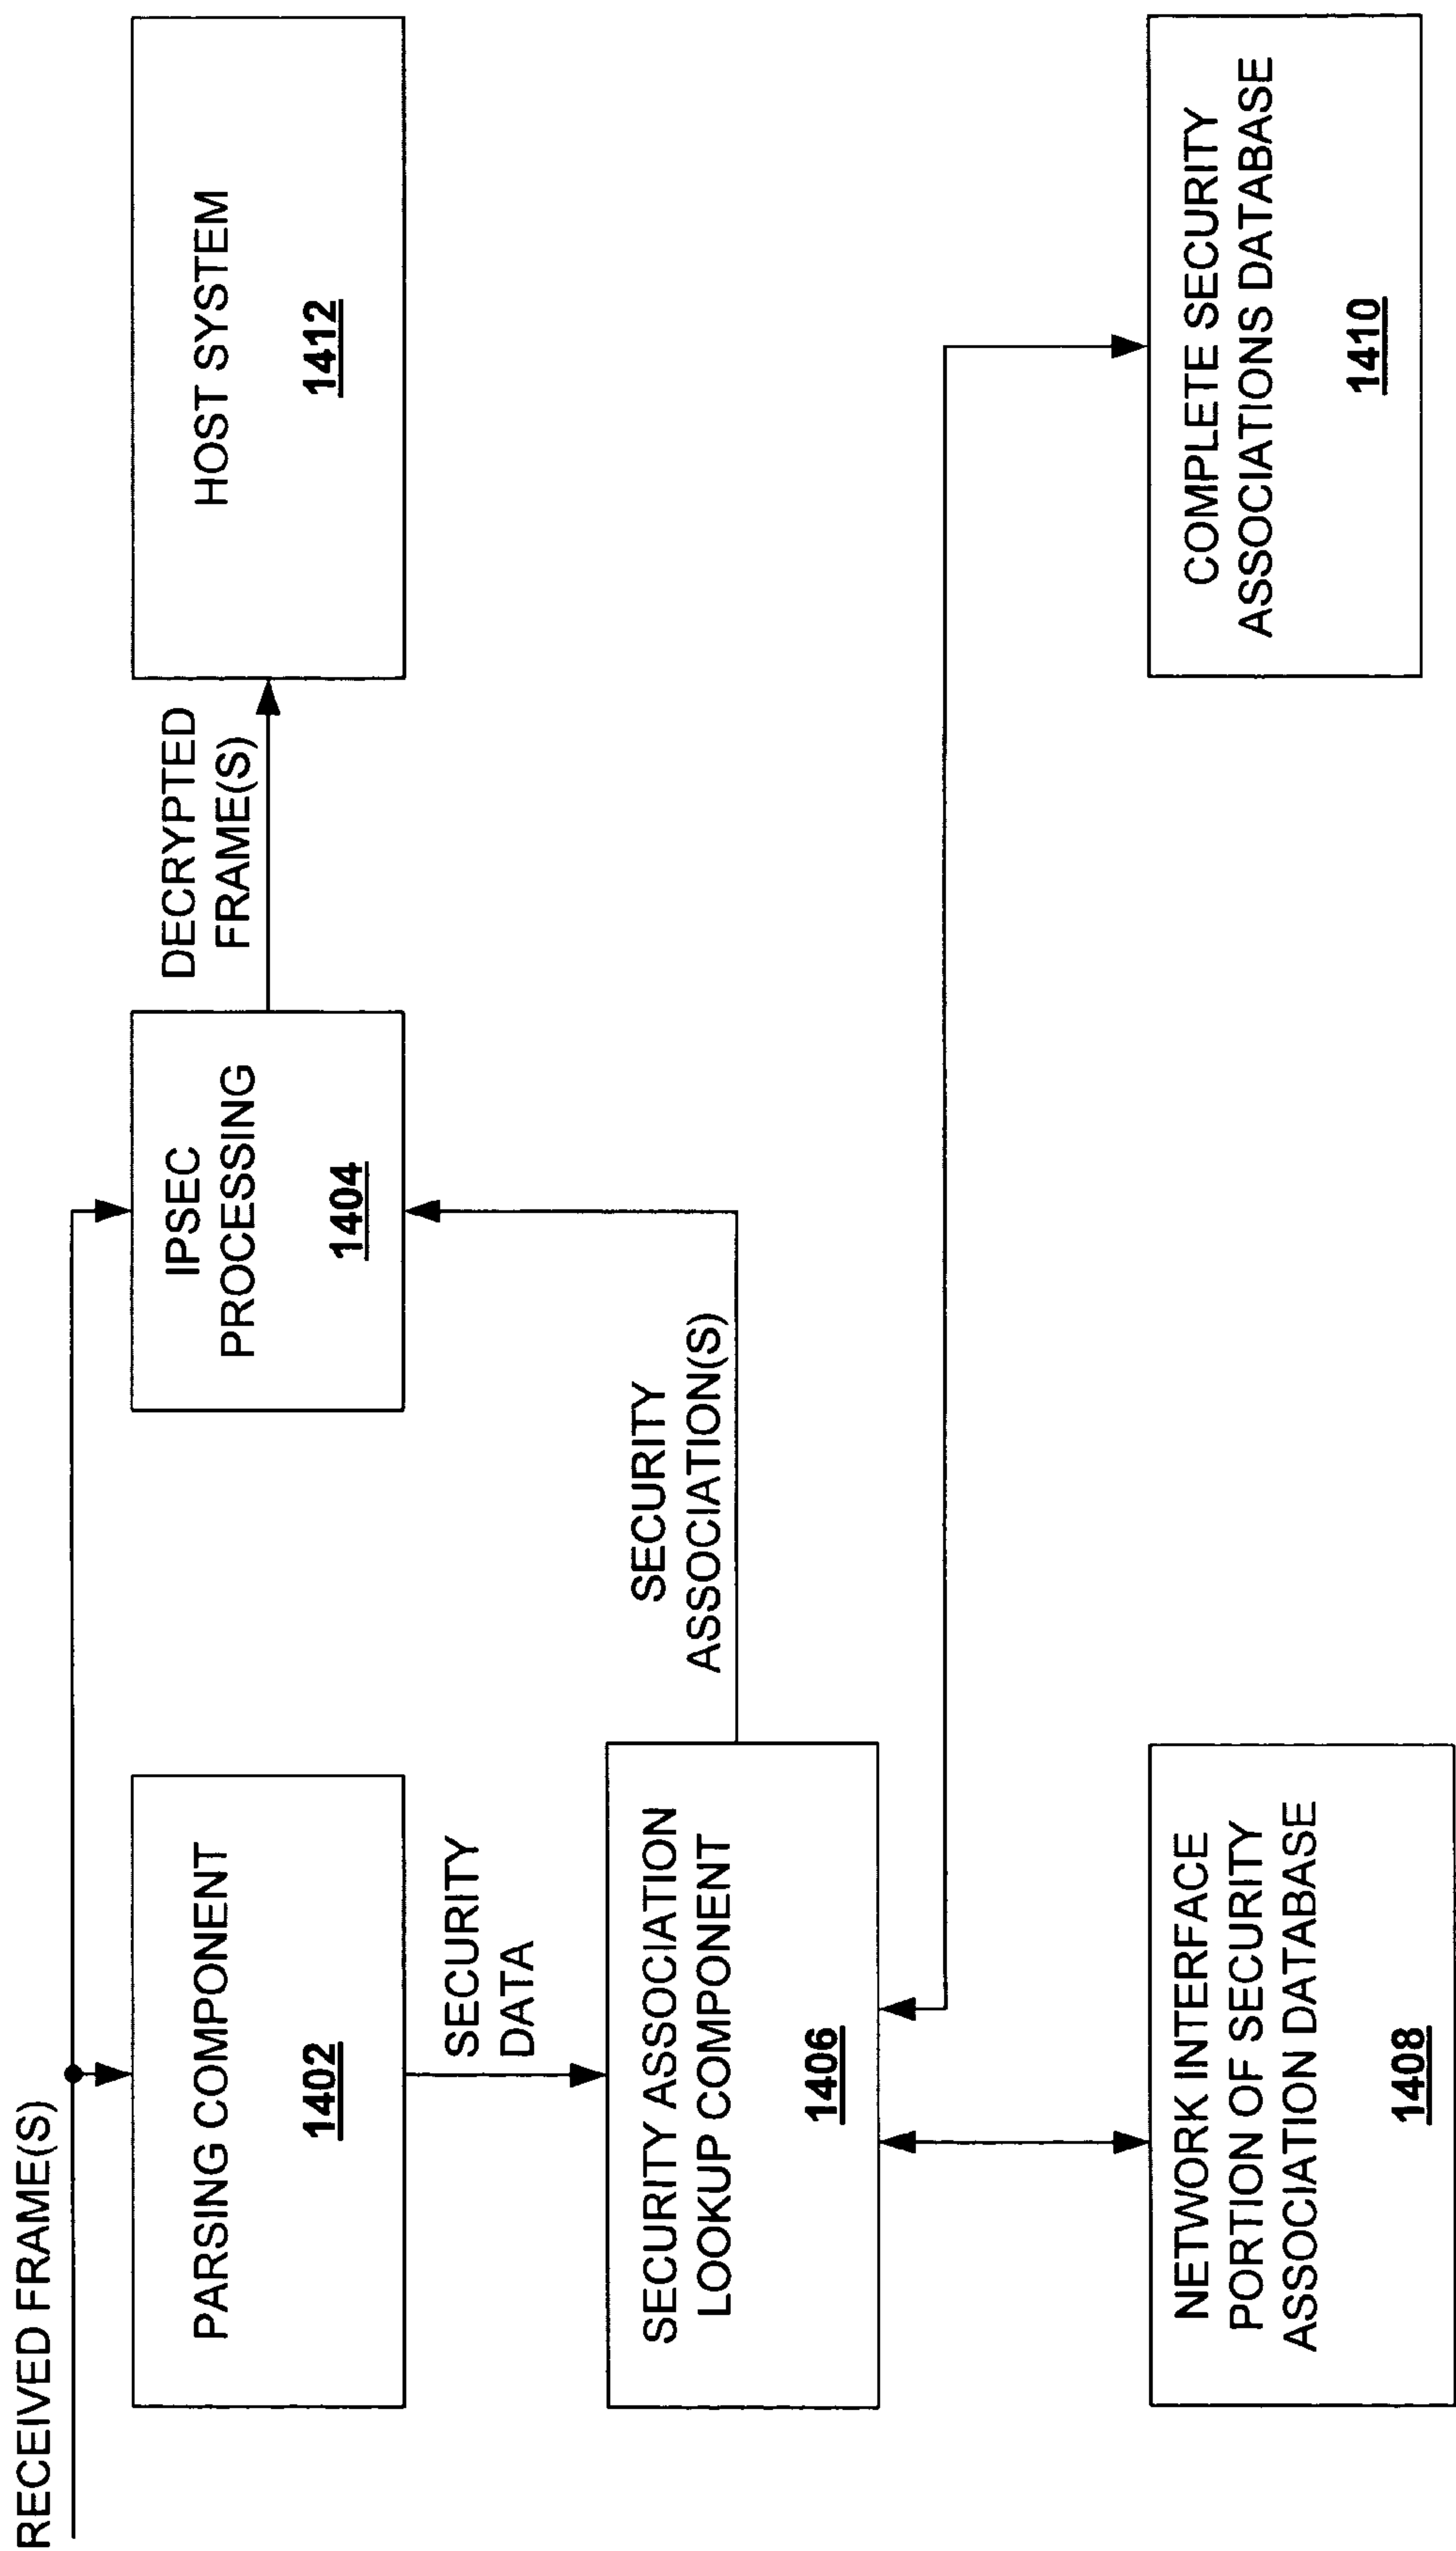 RECEIVED FRAME(S)
PARSING COMPONENT
1402
IPSEC
PROCESSING
1404
DECRYPTED
FRAME(S)
HOST SYSTEM
1412
SECURITY
DATA
SECURITY ASSOCIATION
LOOKUP COMPONENT
1406
SECURITY
ASSOCIATION(S)
NETWORK INTERFACE
PORTION OF SECURITY
ASSOCIATION DATABASE
1408
COMPLETE SECURITY
ASSOCIATIONS DATABASE
1410